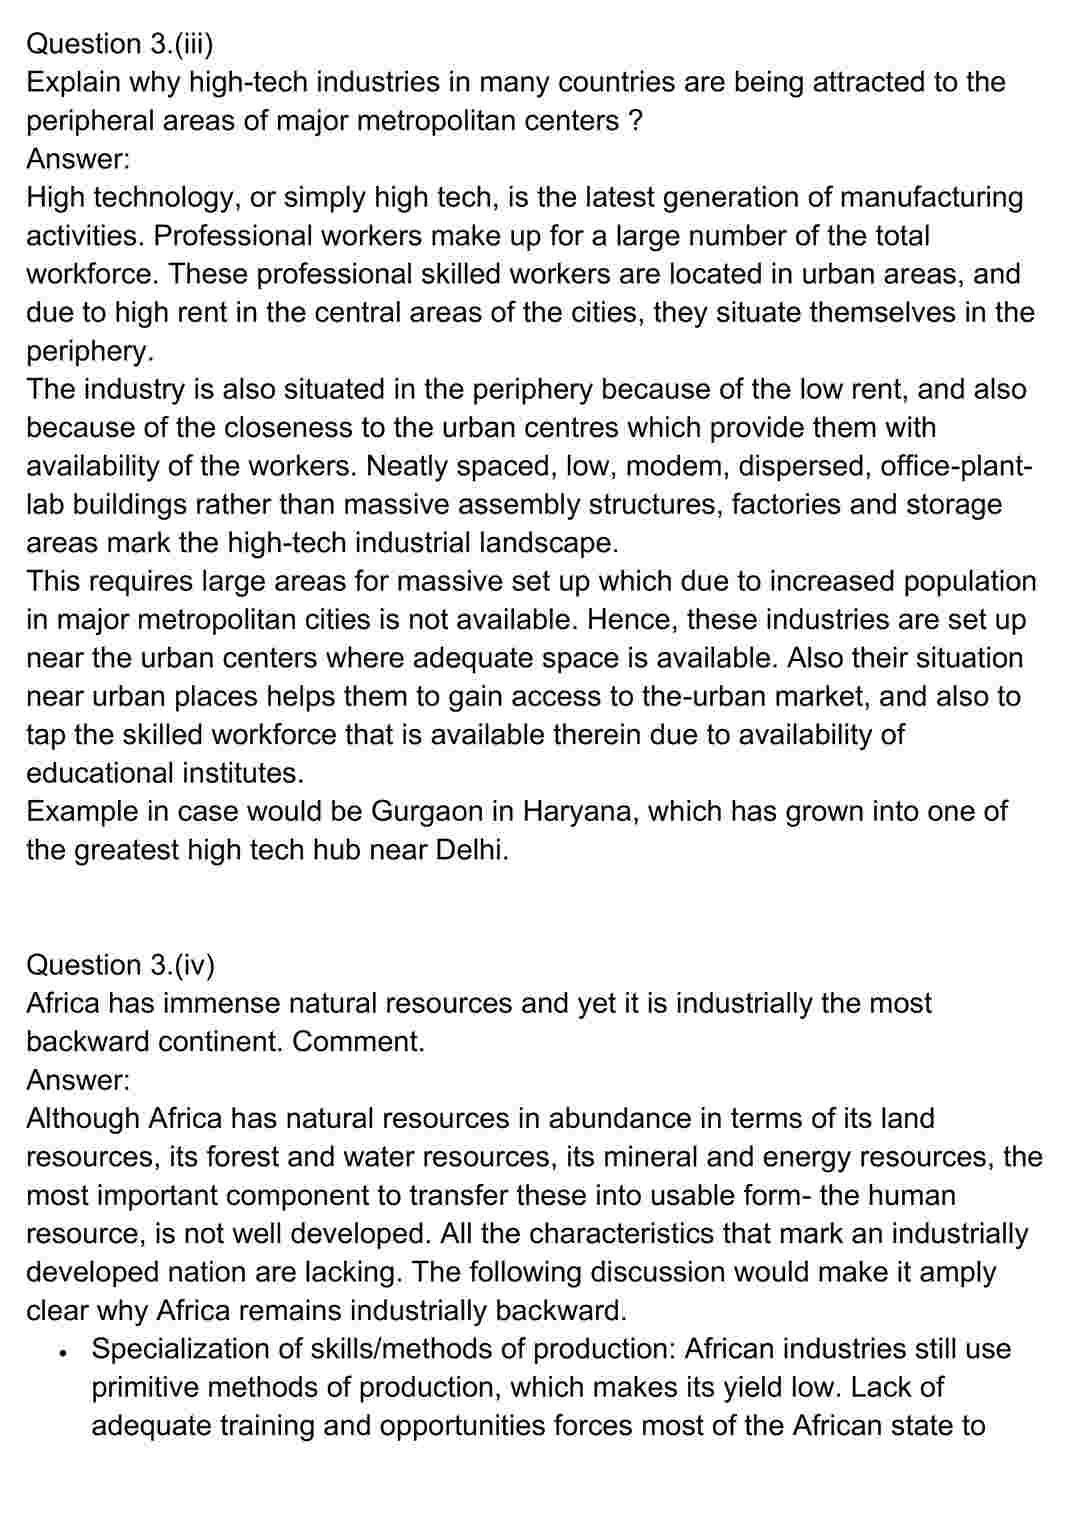 Question 3.(iii)
Explain why high-tech industries in many countries are being attracted to the
peripheral areas of major metropolitan centers ?
Answer:
High technology, or simply high tech, is the latest generation of manufacturing
activities. Professional workers make up for a large number of the total
workforce. These professional skilled workers are located in urban areas, and
due to high rent in the central areas of the cities, they situate themselves in the
periphery.
The industry is also situated in the periphery because of the low rent, and also
because of the closeness to the urban centres which provide them with
availability of the workers. Neatly spaced, low, modem, dispersed, office-plant-
lab buildings rather than massive assembly structures, factories and storage
areas mark the high-tech industrial landscape.
This requires large areas for massive set up which due to increased population
in major metropolitan cities is not available. Hence, these industries are set up
near the urban centers where adequate space is available. Also their situation
near urban places helps them to gain access to the-urban market, and also to
tap the skilled workforce that is available therein due to availability of
educational institutes.
Example in case would be Gurgaon in Haryana, which has grown into one of
the greatest high tech hub near Delhi.
Question 3.(iv)
Africa has immense natural resources and yet it is industrially the most
backward continent. Comment.
Answer:
Although Africa has natural resources in abundance in terms of its land
resources, its forest and water resources, its mineral and energy resources, the
most important component to transfer these into usable form- the human
resource, is not well developed. All the characteristics that mark an industrially
developed nation are lacking. The following discussion would make it amply
clear why Africa remains industrially backward.
• Specialization of skills/methods of production: African industries still use
primitive methods of production, which makes its yield low. Lack of
adequate training and opportunities forces most of the African state to